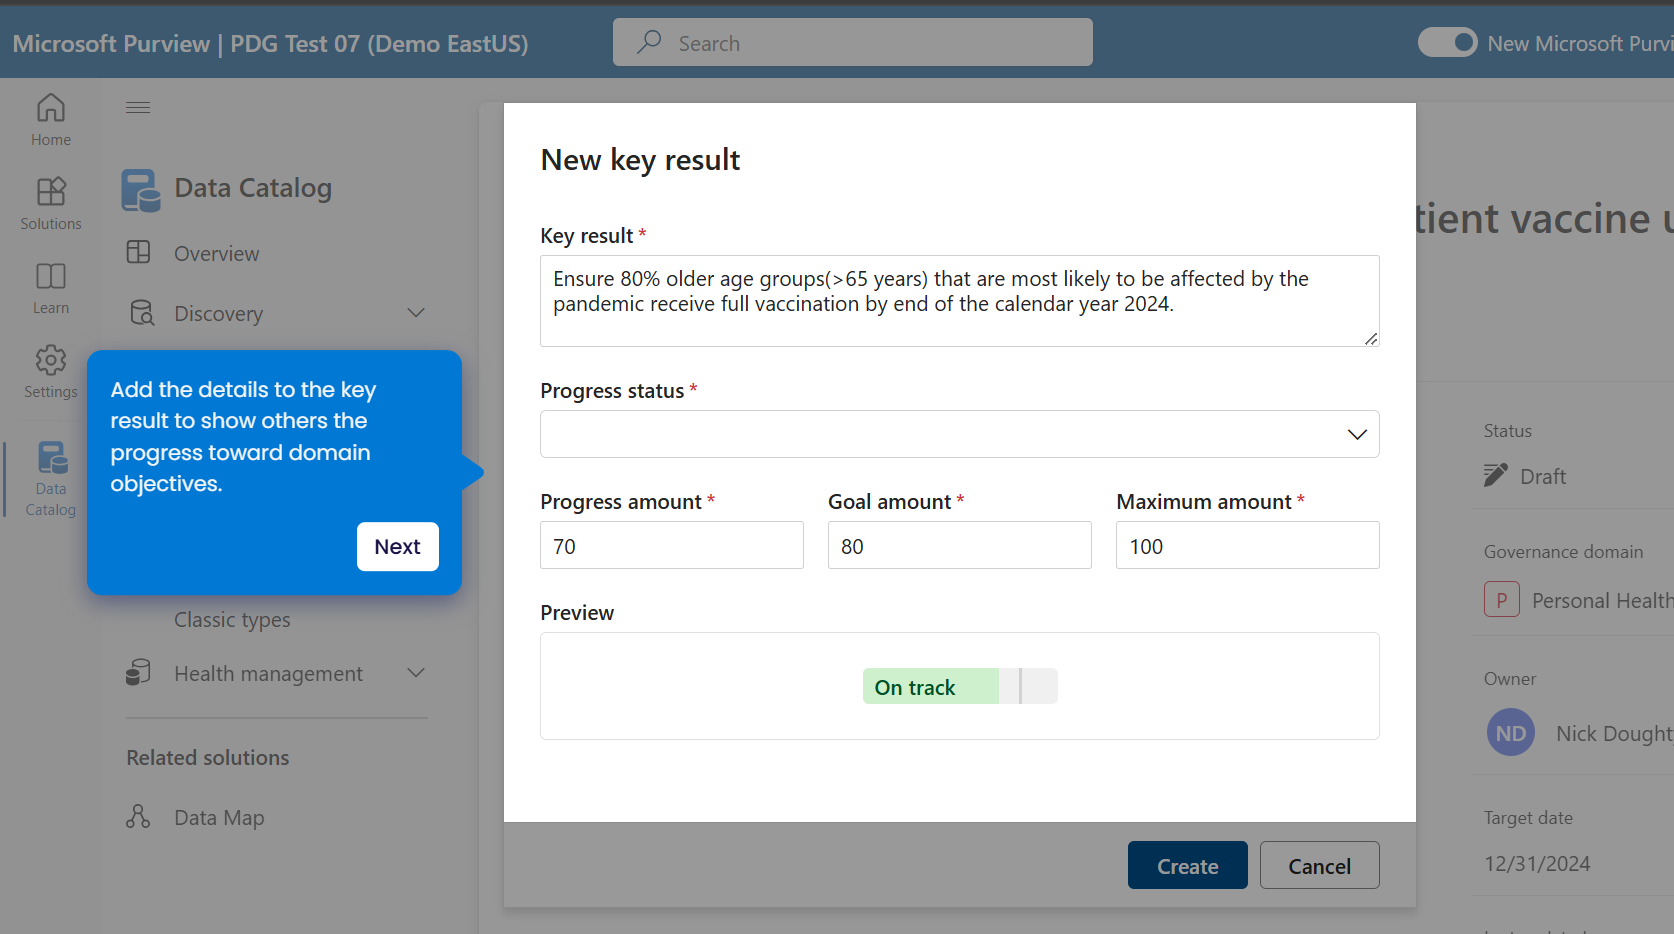 Microsoft Purview | PDG Test 07 (Demo EastUS)
Search
New Microsoft Purvi
Home
Solutions
Learn
Settings
Data
Catalog
Data Catalog
Overview
Discovery
Add the details to the key
result to show others the
progress toward domain
objectives.
Next
Classic types
Health management
Related solutions
Data Map
New key result
Key result *
Ensure 80% older age groups(>65 years) that are most likely to be affected by the
pandemic receive full vaccination by end of the calendar year 2024.
Progress status *
Progress amount * Goal amount * Maximum amount *
70 80 100
Preview
On track
Create Cancel
tient vaccine u
Status
Draft
Governance domain
P Personal Health
Owner
ND Nick Dought
Target date
12/31/2024